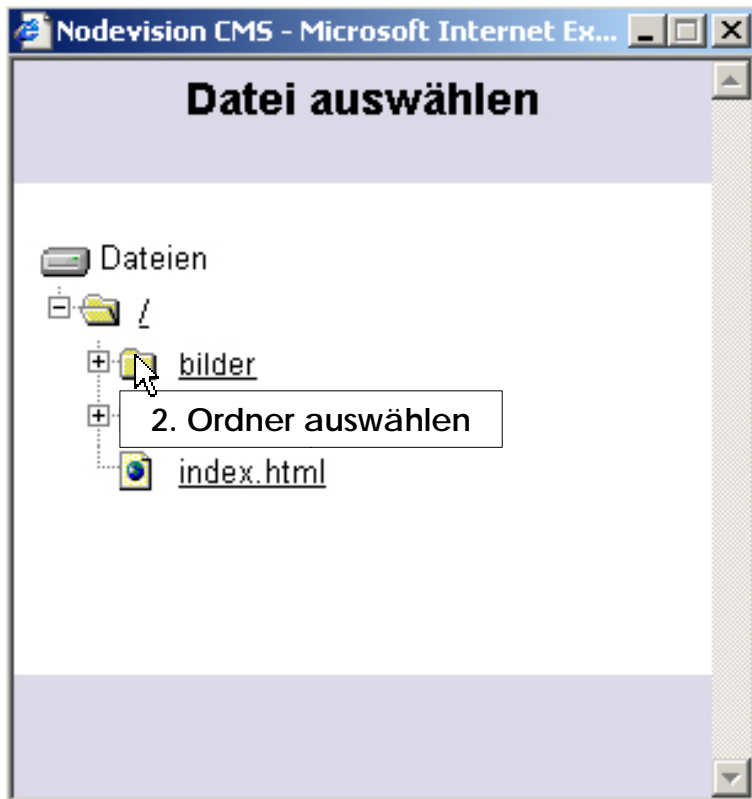 Nodevision CMS - Microsoft Internet Ex...
Datei auswählen
Dateien
/
bilder
2. Ordner auswählen
index.html